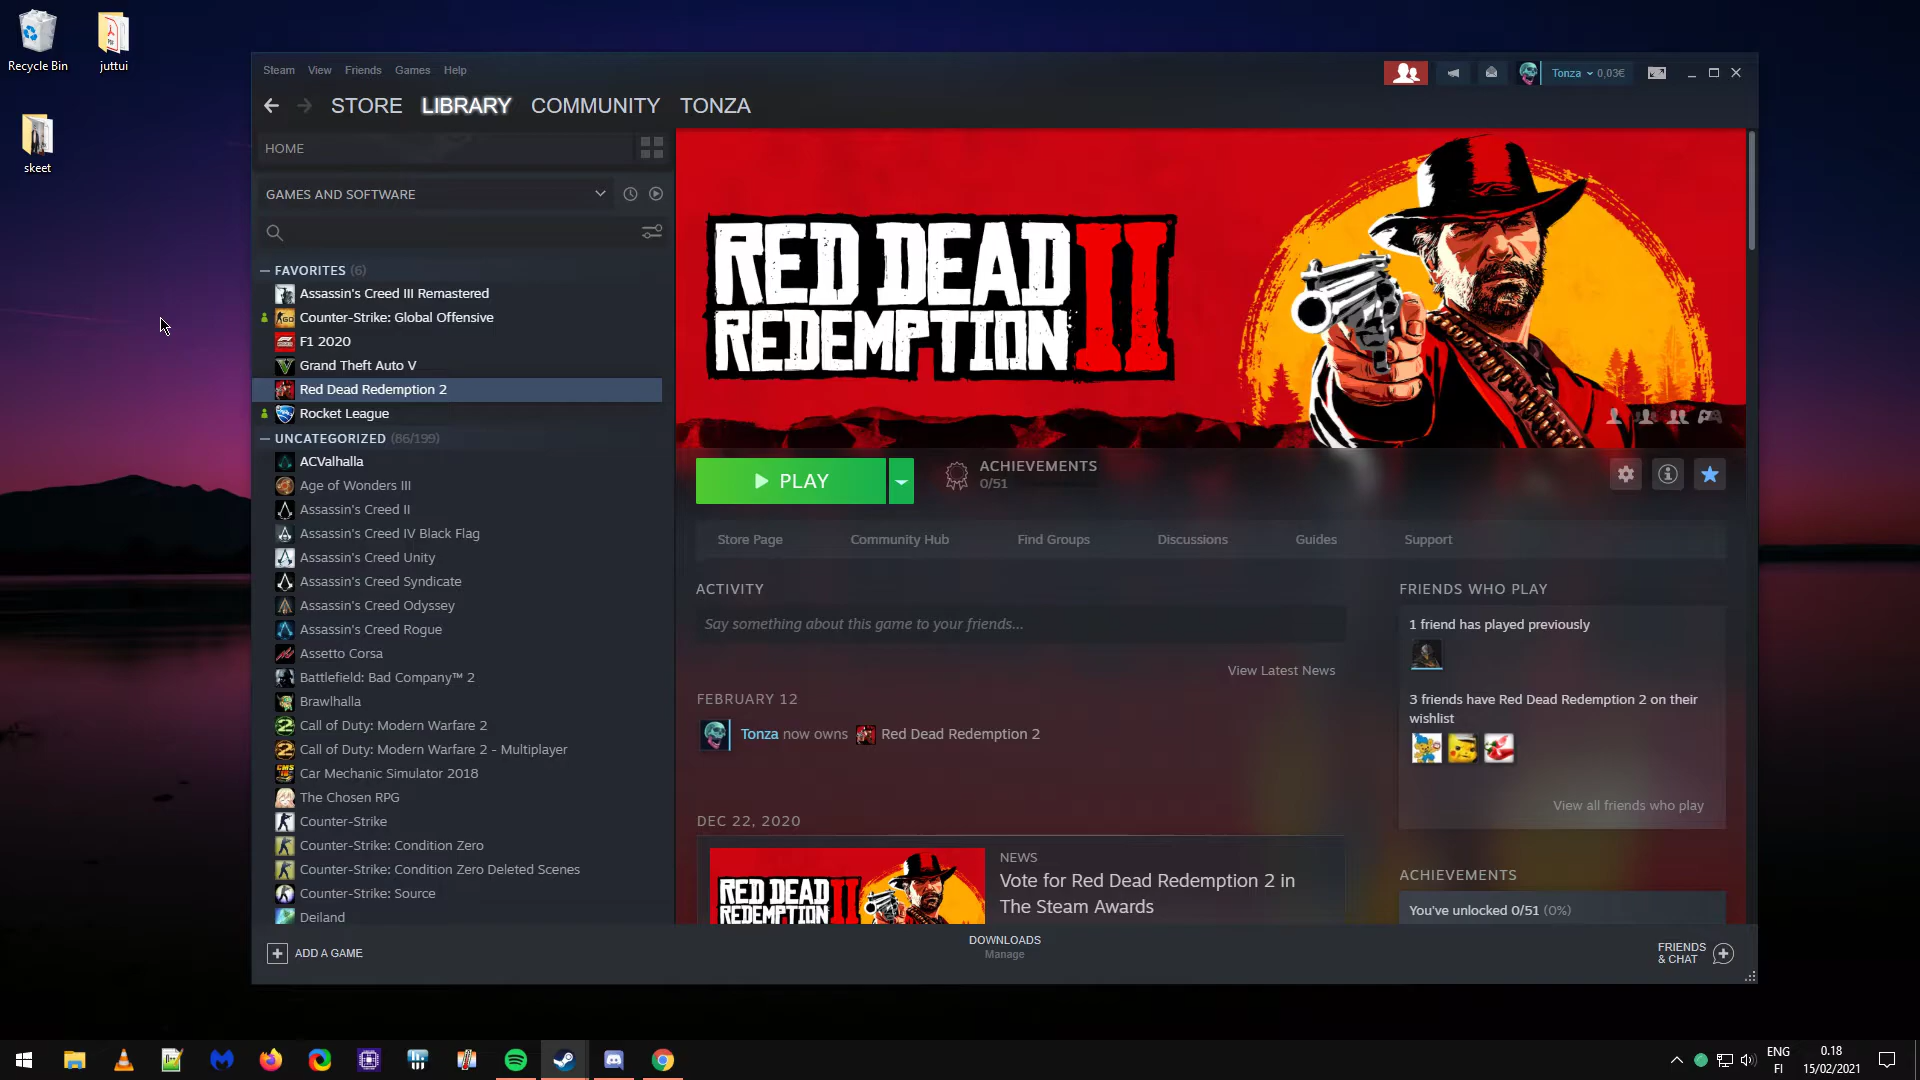 Recycle Bin
juttui
skeet
Steam View Friends Games Help
Tonza 0,03€
STORE LIBRARY COMMUNITY TONZA
HOME
GAMES AND SOFTWARE
FAVORITES (6)
Assassin's Creed III Remastered
Counter-Strike: Global Offensive
F1 2020
Grand Theft Auto V
Red Dead Redemption 2
Rocket League
UNCATEGORIZED (86/199)
ACValhalla
Age of Wonders III
Assassin's Creed II
Assassin's Creed IV Black Flag
Assassin's Creed Unity
Assassin's Creed Syndicate
Assassin's Creed Odyssey
Assassin's Creed Rogue
Assetto Corsa
Battlefield: Bad Company™ 2
Brawlhalla
Call of Duty: Modern Warfare 2
Call of Duty: Modern Warfare 2 - Multiplayer
Car Mechanic Simulator 2018
The Chosen RPG
Counter-Strike
Counter-Strike: Condition Zero
Counter-Strike: Condition Zero Deleted Scenes
Counter-Strike: Source
Deiland
ADD A GAME
RED DEAD
REDEMPTION II
PLAY
ACHIEVEMENTS
0/51
Store Page Community Hub Find Groups Discussions Guides Support
ACTIVITY
Say something about this game to your friends...
View Latest News
FEBRUARY 12
Tonza now owns Red Dead Redemption 2
DEC 22, 2020
RED DEAD
REDEMPTION II
NEWS
Vote for Red Dead Redemption 2 in
The Steam Awards
FRIENDS WHO PLAY
1 friend has played previously
3 friends have Red Dead Redemption 2 on their
wishlist
View all friends who play
ACHIEVEMENTS
You've unlocked 0/51 (0%)
DOWNLOADS
Manage
FRIENDS
& CHAT
ENG
FI
0.18
15/02/2021